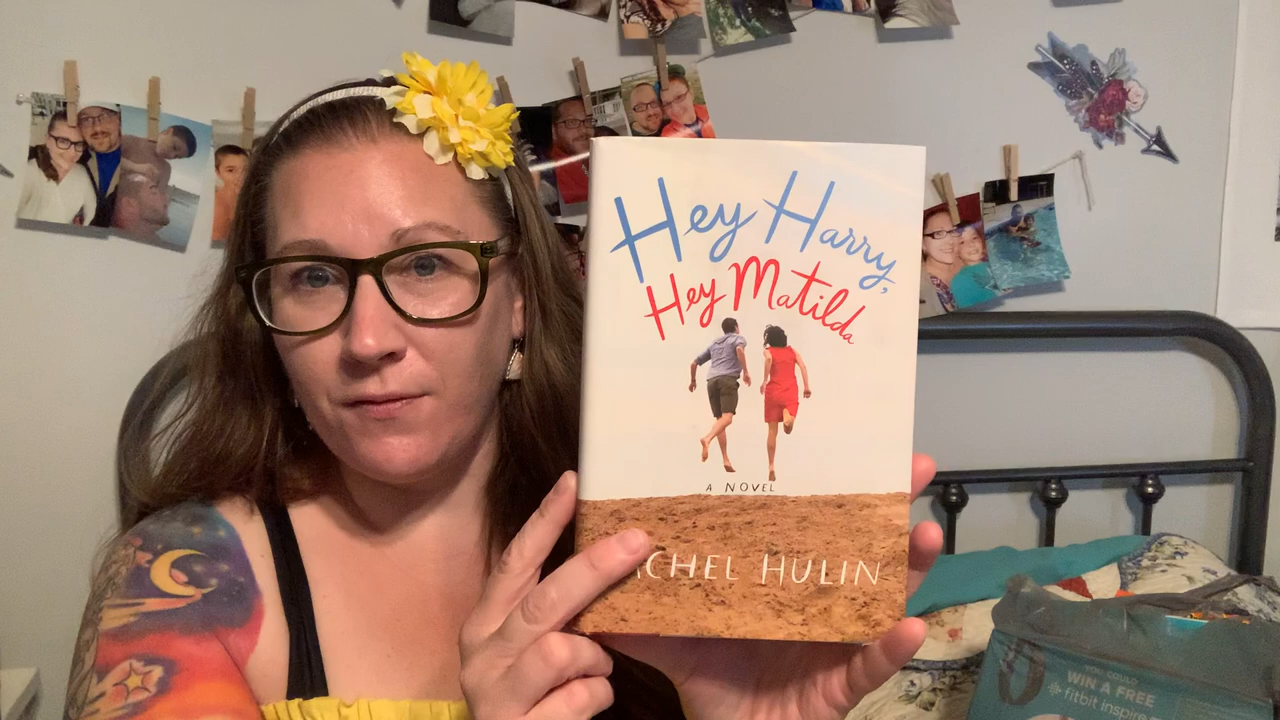 Hey Harry,
Hey Matilda
A NOVEL
ACHEL HULIN
WIN A FREE
fitbit inspire